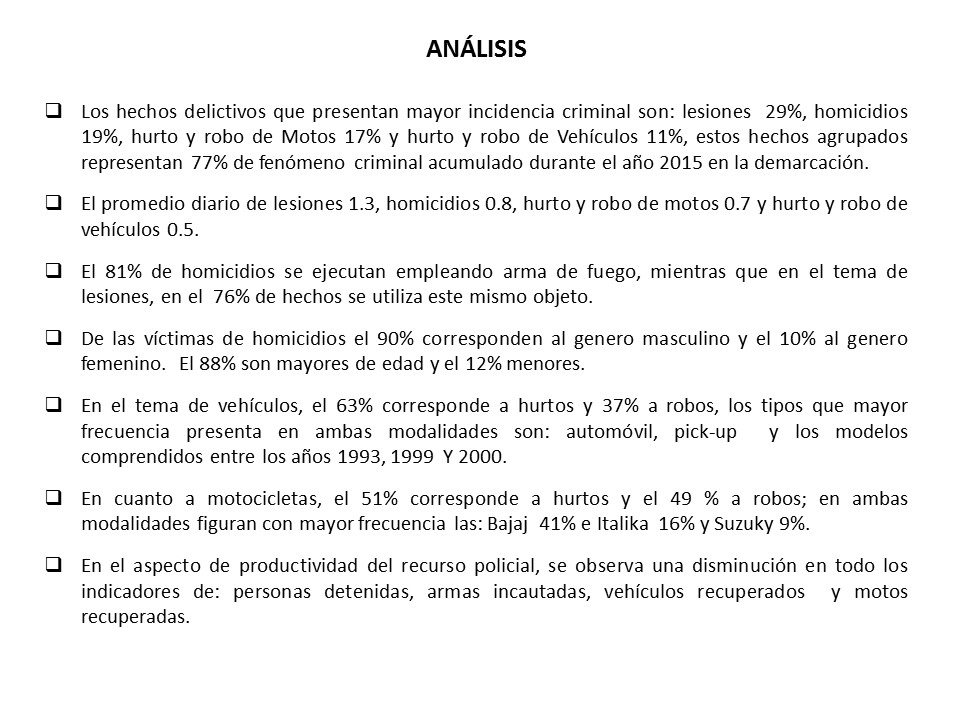 ANÁLISIS
Los hechos delictivos que presentan mayor incidencia criminal son: lesiones 29%, homicidios
19%, hurto y robo de Motos 17% y hurto y robo de Vehículos 11%, estos hechos agrupados
representan 77% de fenómeno criminal acumulado durante el año 2015 en la demarcación.
El promedio diario de lesiones 1.3, homicidios 0.8, hurto y robo de motos 0.7 y hurto y robo de
vehículos 0.5.
El 81% de homicidios se ejecutan empleando arma de fuego, mientras que en el tema de
lesiones, en el 76% de hechos se utiliza este mismo objeto.
De las víctimas de homicidios el 90% corresponden al genero masculino y el 10% al genero
femenino. El 88% son mayores de edad y el 12% menores.
En el tema de vehículos, el 63% corresponde a hurtos y 37% a robos, los tipos que mayor
frecuencia presenta en ambas modalidades son: automóvil, pick-up y los modelos
comprendidos entre los años 1993, 1999 Y 2000.
En cuanto a motocicletas, el 51% corresponde a hurtos y el 49 % a robos; en ambas
modalidades figuran con mayor frecuencia las: Bajaj 41% e Italika 16% y Suzuky 9%.
En el aspecto de productividad del recurso policial, se observa una disminución en todo los
indicadores de: personas detenidas, armas incautadas, vehículos recuperados y motos
recuperadas.